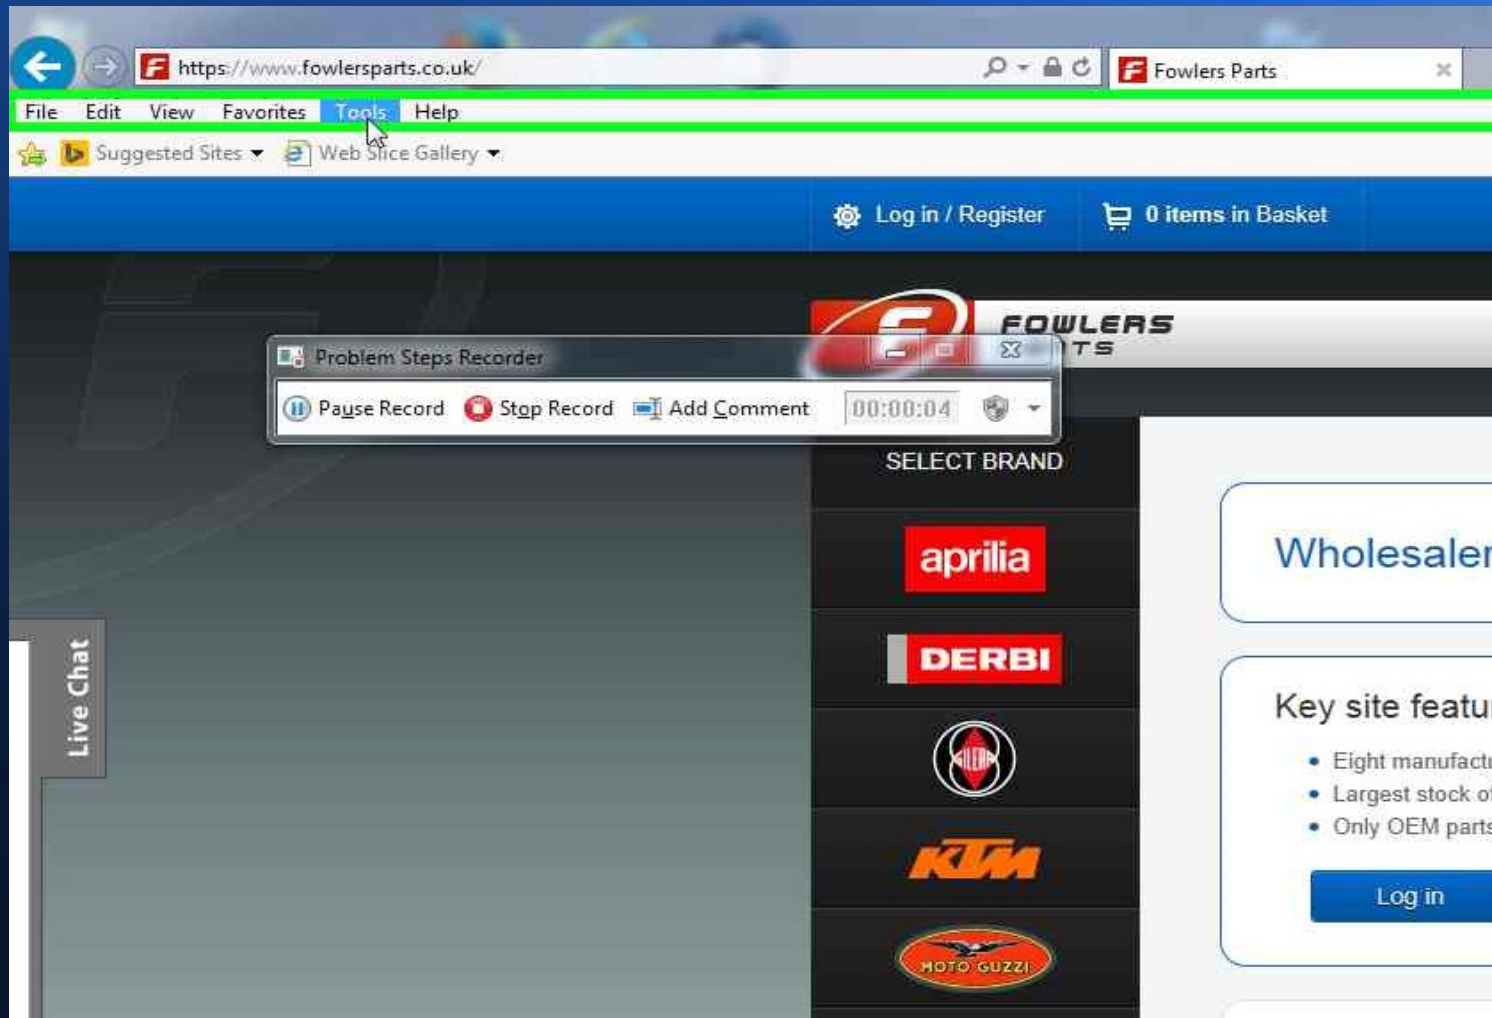 https://www.fowlersparts.co.uk/
Fowlers Parts
File Edit View Favorites Tools Help
Suggested Sites Web Slice Gallery
Log in / Register
0 items in Basket
FOWLERS
Problem Steps Recorder
Pause Record Stop Record Add Comment 00:00:04
SELECT BRAND
aprilia
DERBI
GILERA
KTM
MOTO GUZZI
Live Chat
Wholesaler
Key site featu
Eight manufactu
Largest stock of
Only OEM parts
Log in